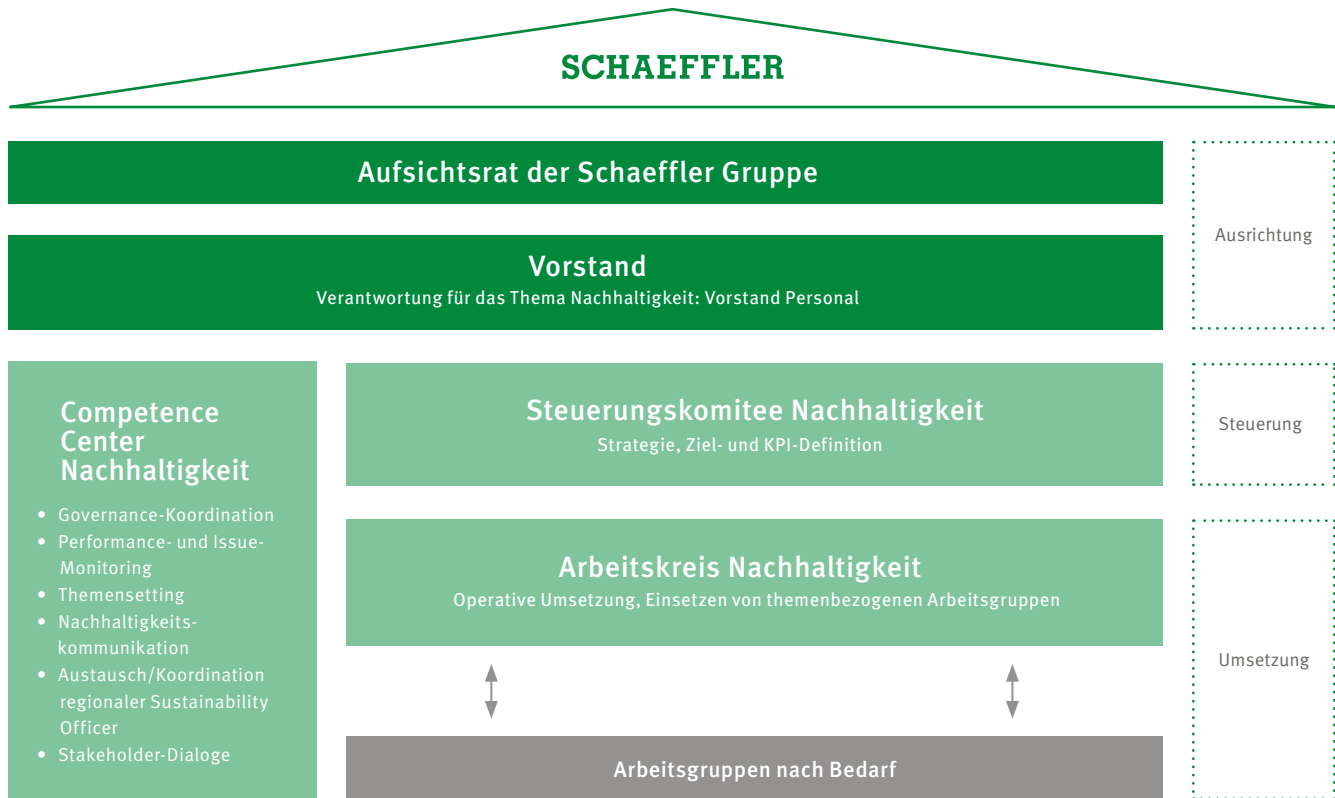 SCHAEFFLER
Aufsichtsrat der Schaeffler Gruppe
Vorstand
Verantwortung für das Thema Nachhaltigkeit: Vorstand Personal
Ausrichtung
Competence
Center
Nachhaltigkeit
• Governance-Koordination
• Performance- und Issue-
Monitoring
• Themensetting
• Nachhaltigkeits-
kommunikation
• Austausch/Koordination
regionaler Sustainability
Officer
• Stakeholder-Dialoge
Steuerungskomitee Nachhaltigkeit
Strategie, Ziel- und KPI-Definition
Steuerung
Arbeitskreis Nachhaltigkeit
Operative Umsetzung, Einsetzen von themenbezogenen Arbeitsgruppen
Umsetzung
Arbeitsgruppen nach Bedarf